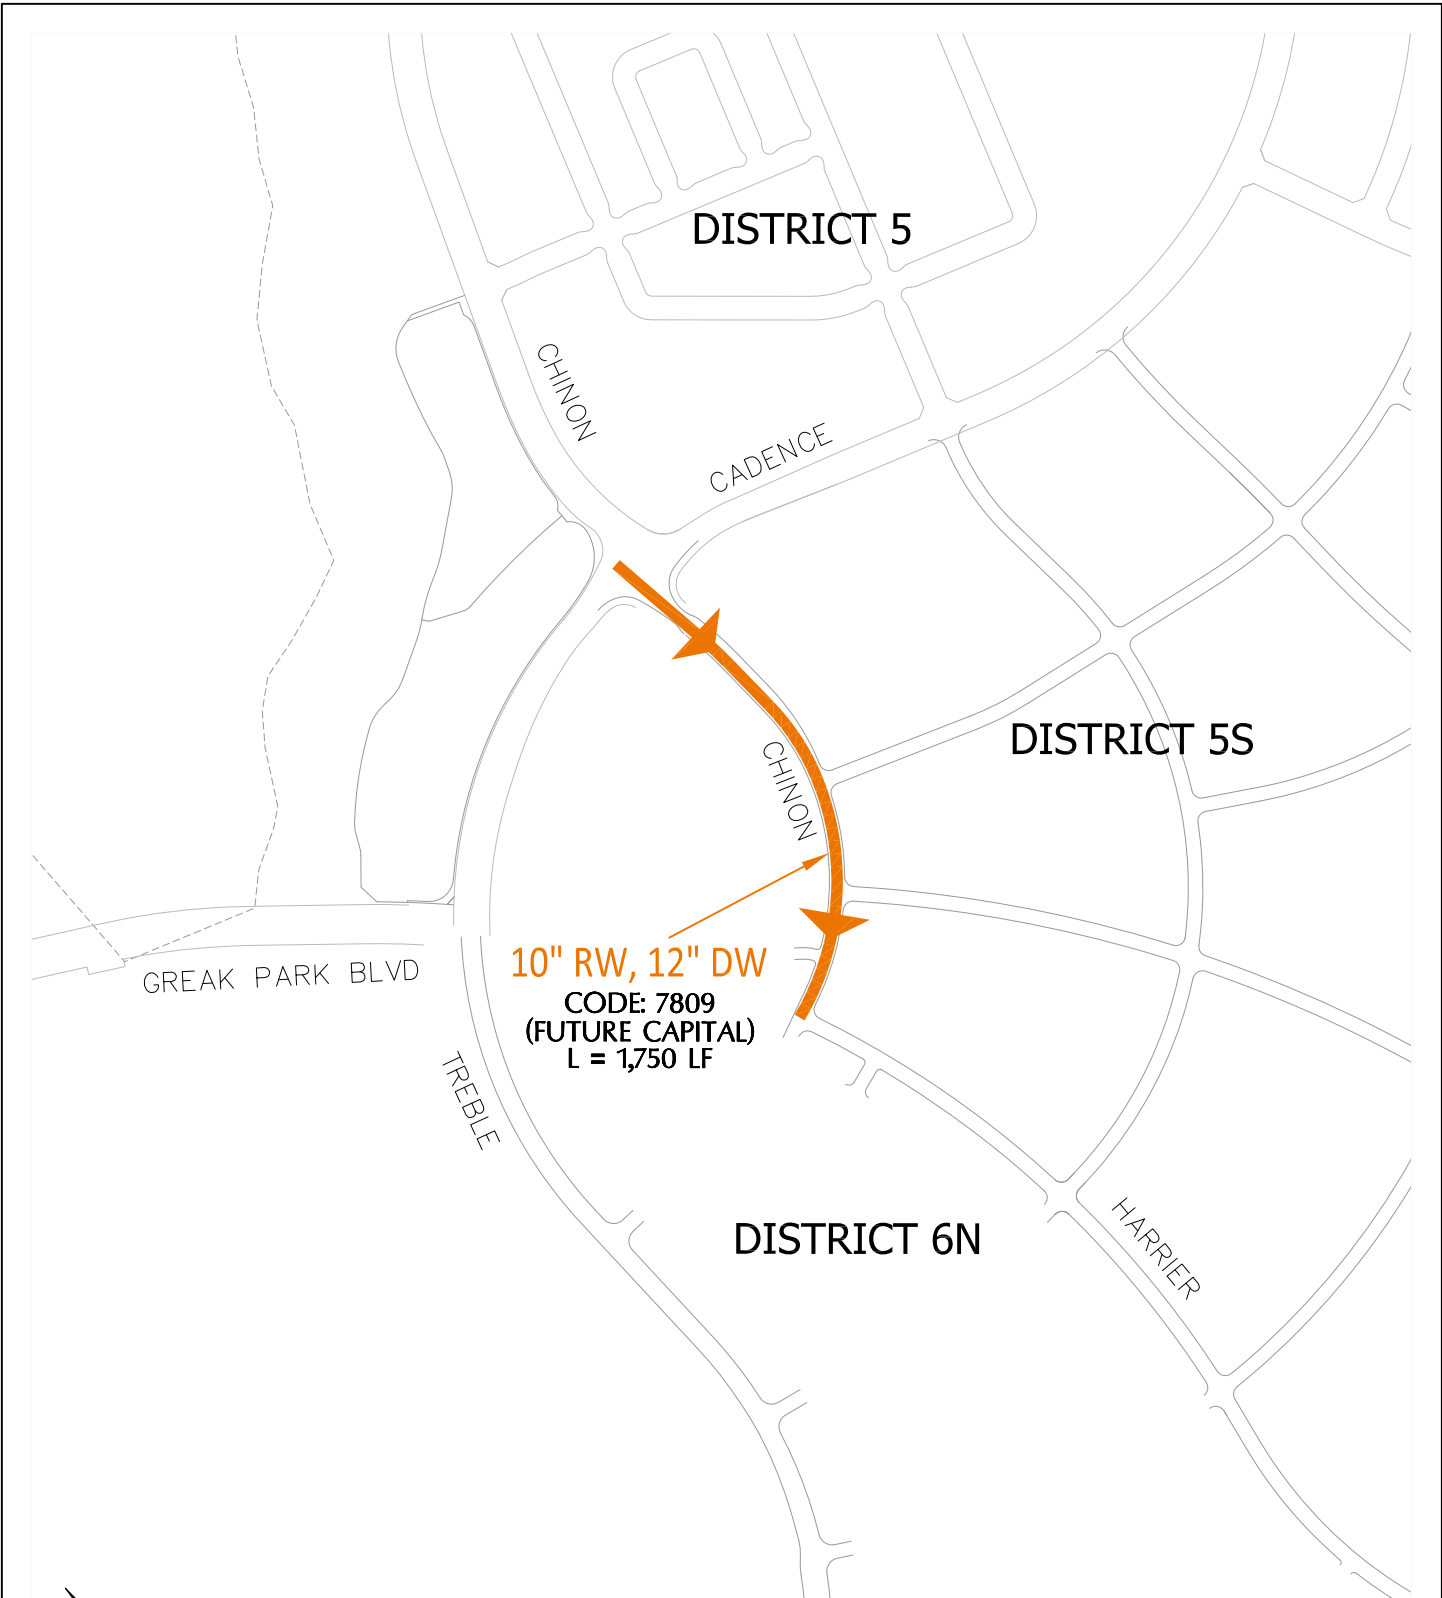 DISTRICT 5
CHINON
CADENCE
DISTRICT 5S
CHINON
10" RW, 12" DW
GREAK PARK BLVD
CODE: 7809
(FUTURE CAPITAL)
L = 1,750 LF
TREBLE
HARRIER
DISTRICT 6N